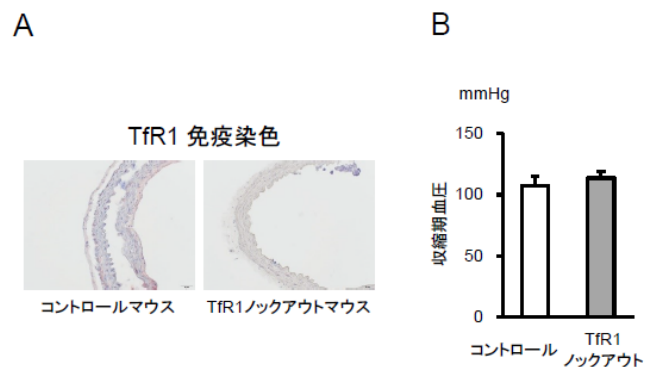 A
TfR1 免疫染色
コントロールマウス
TfR1ノックアウトマウス
B
mmHg
150
100
50
0
収縮期血圧
コントロール
TfR1
ノックアウト